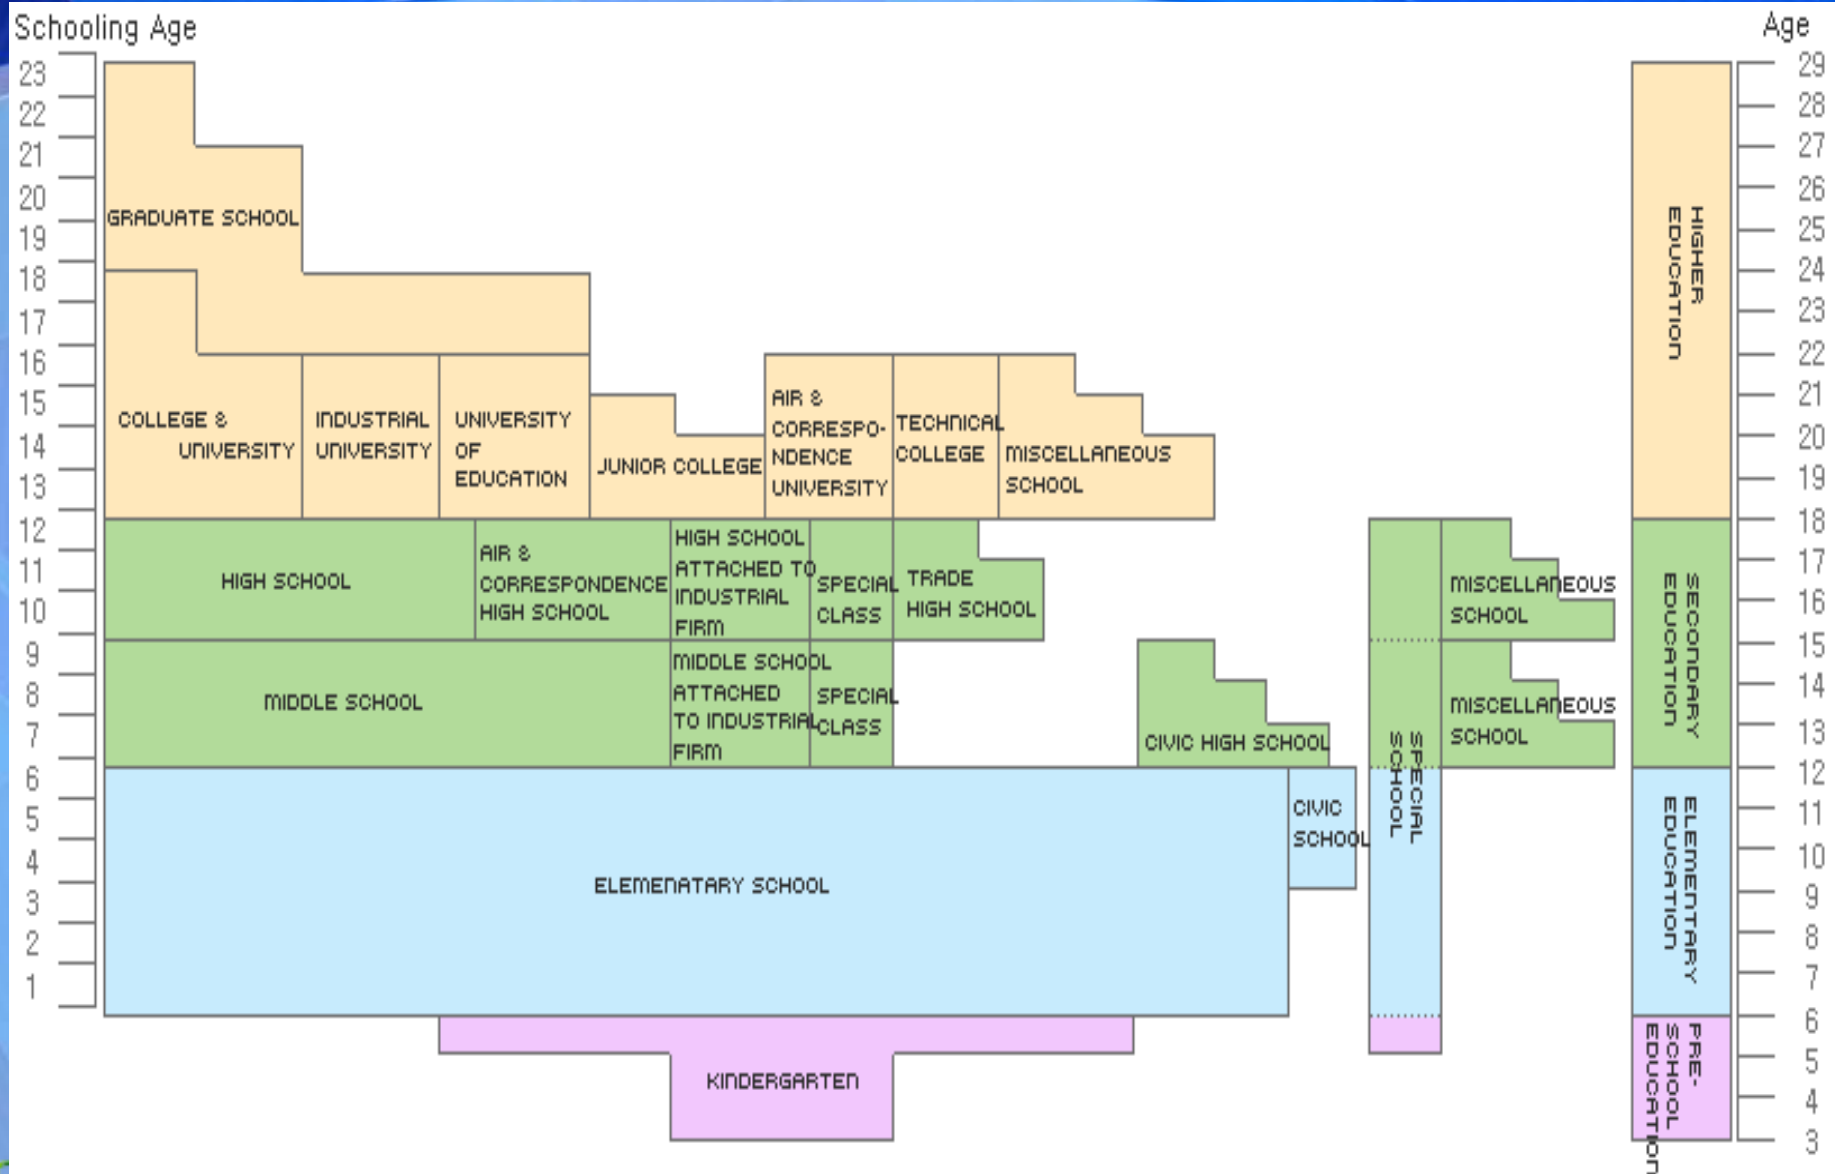 Schooling Age
Age
23
22
21
20
19
18
17
16
15
14
13
12
11
10
9
8
7
6
5
4
3
2
1
GRADUATE SCHOOL
COLLEGE &
UNIVERSITY
INDUSTRIAL
UNIVERSITY
UNIVERSITY
OF
EDUCATION
JUNIOR COLLEGE
AIR &
CORRESPO-
NDENCE
UNIVERSITY
TECHNICAL
COLLEGE
MISCELLANEOUS
SCHOOL
HIGH SCHOOL
AIR &
CORRESPONDENCE
HIGH SCHOOL
HIGH SCHOOL
ATTACHED TO
INDUSTRIAL
FIRM
SPECIAL
CLASS
TRADE
HIGH SCHOOL
MISCELLANEOUS
SCHOOL
MIDDLE SCHOOL
MIDDLE SCHOOL
ATTACHED
TO INDUSTRIAL
FIRM
SPECIAL
CLASS
CIVIC HIGH SCHOOL
SPECIAL
SCHOOL
MISCELLANEOUS
SCHOOL
ELEMENATARY SCHOOL
CIVIC
SCHOOL
KINDERGARTEN
HIGHER
EDUCATION
SECONDARY
EDUCATION
ELEMENTARY
EDUCATION
PRE-
SCHOOL
EDUCATION
29
28
27
26
25
24
23
22
21
20
19
18
17
16
15
14
13
12
11
10
9
8
7
6
5
4
3